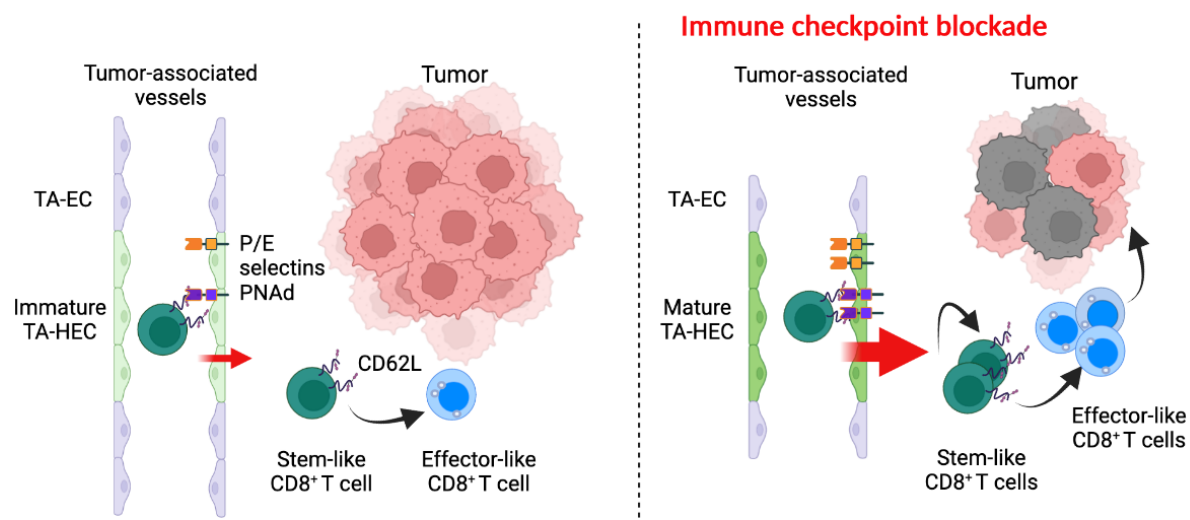 Tumor-associated
vessels
Tumor
TA-EC
P/E
selectins
PNAd
Immature
TA-HEC
CD62L
Stem-like
CD8⁺ T cell
Effector-like
CD8⁺ T cell
Immune checkpoint blockade
Tumor-associated
vessels
Tumor
TA-EC
Mature
TA-HEC
Effector-like
CD8⁺ T cells
Stem-like
CD8⁺ T cells